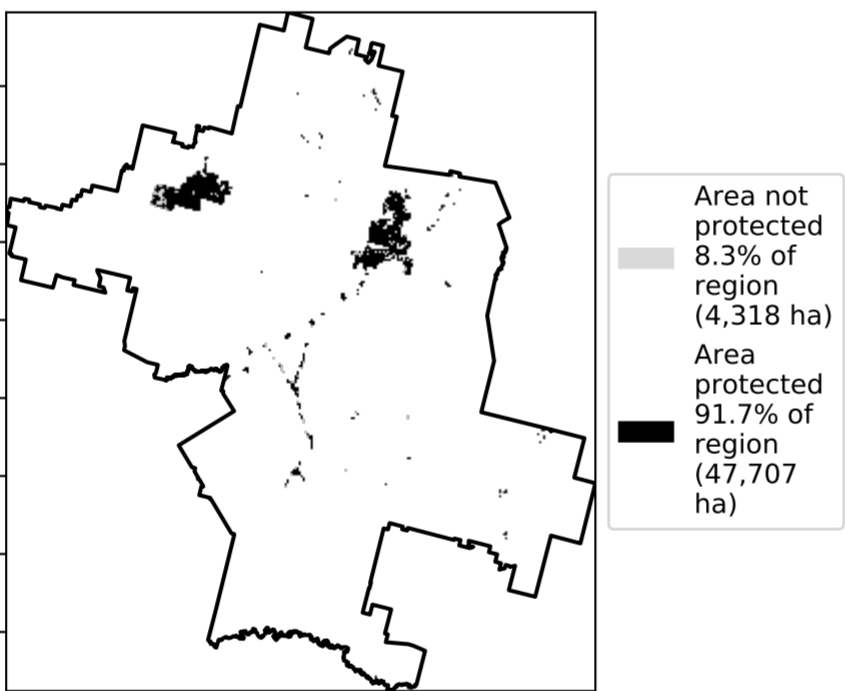 Area not
protected
8.3% of
region
(4,318 ha)
Area
protected
91.7% of
region
(47,707
ha)